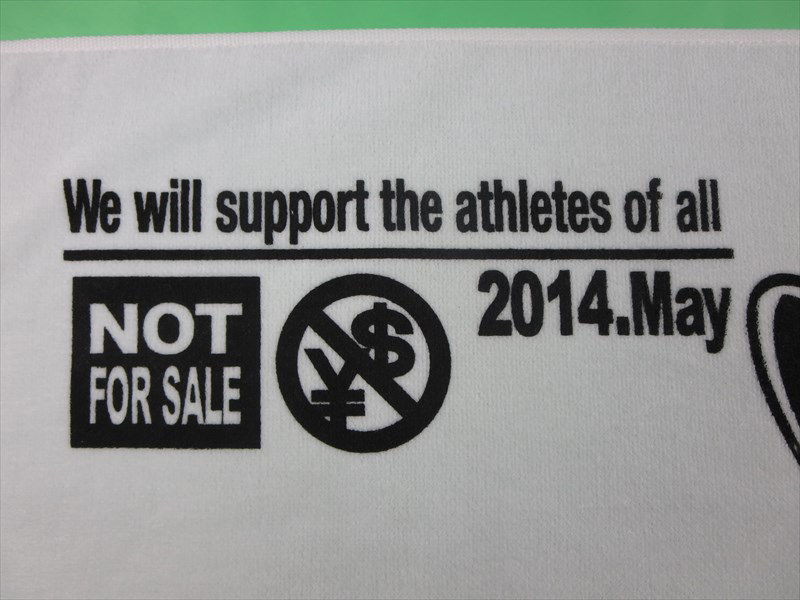 We will support the athletes of all
NOT
FOR SALE
¥$
2014.May